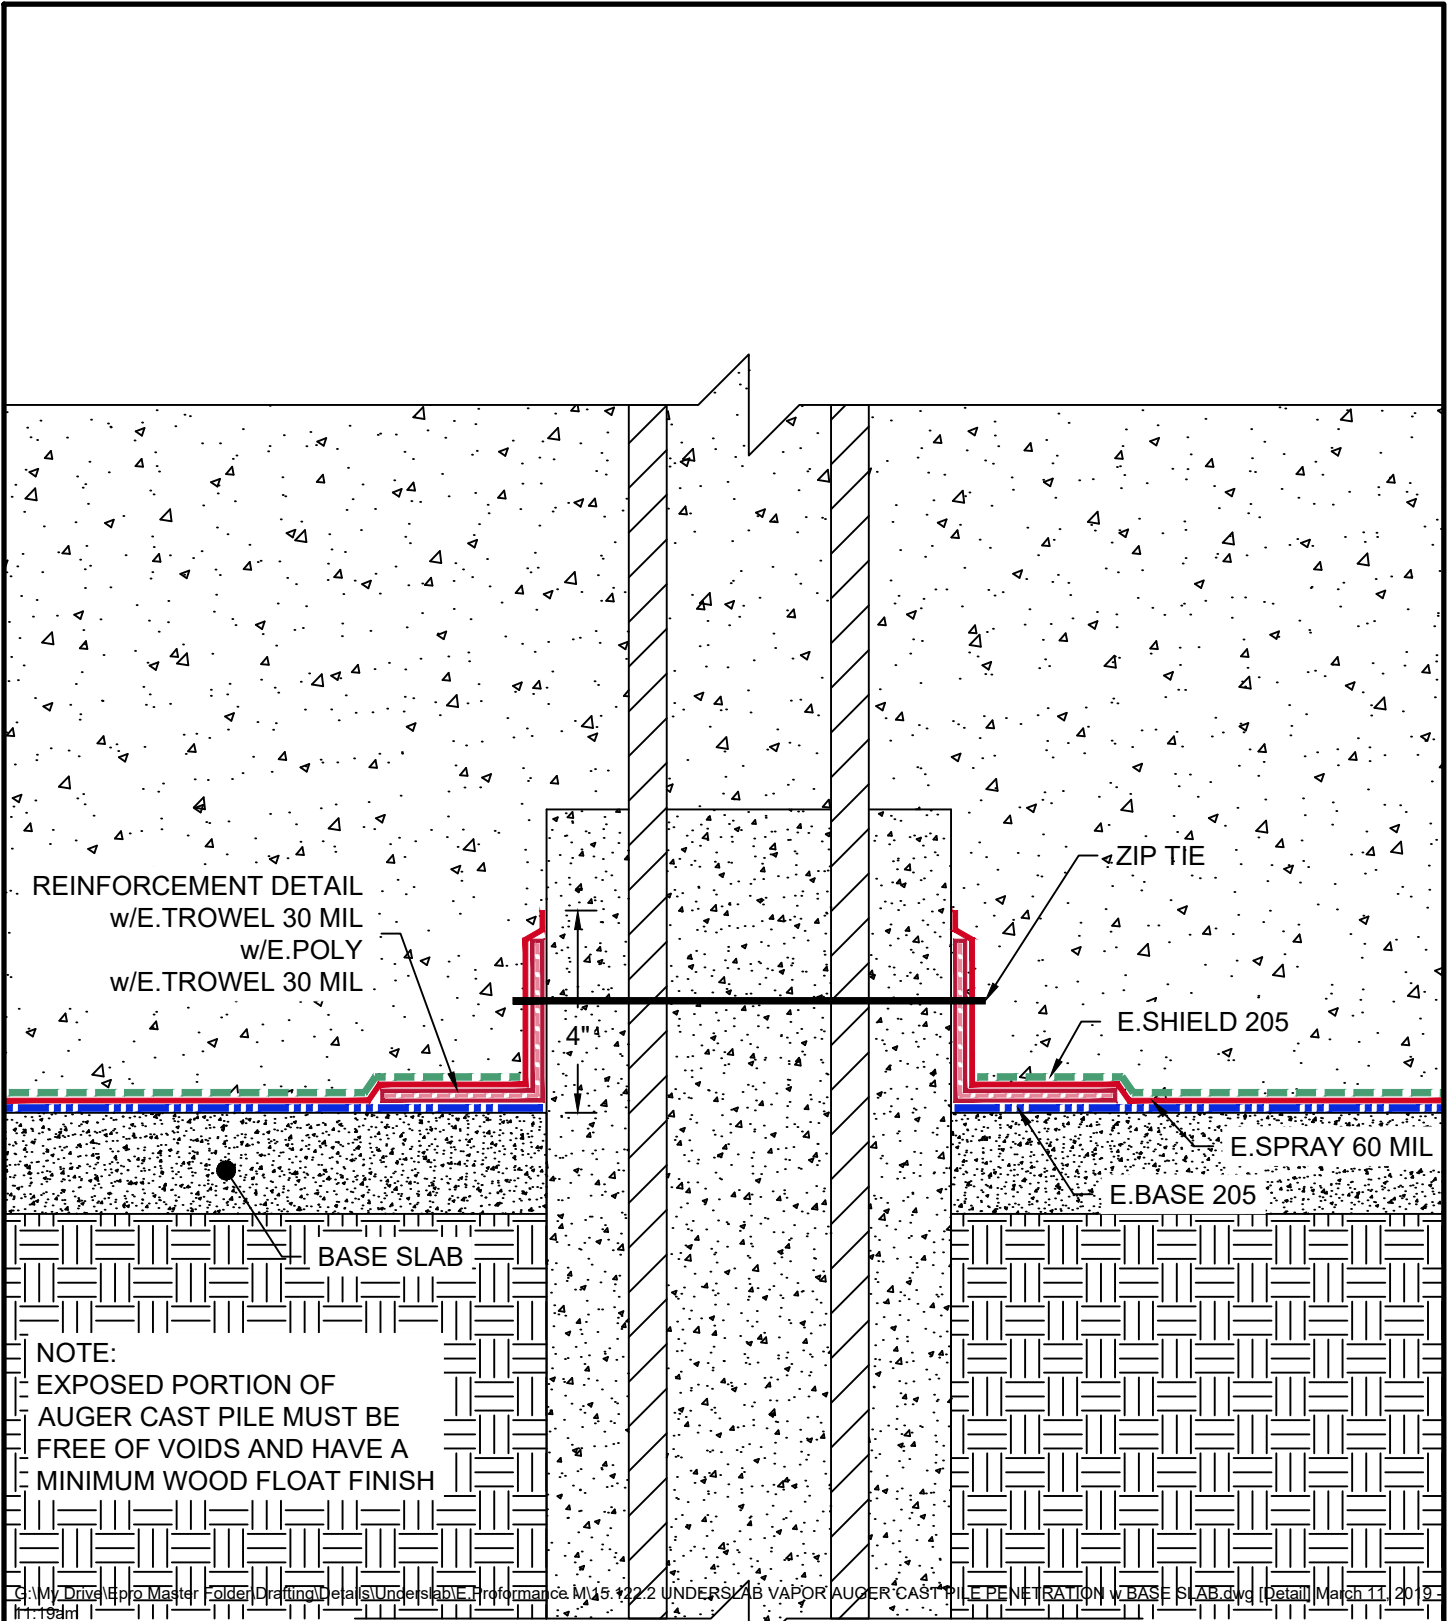 REINFORCEMENT DETAIL
w/E.TROWEL 30 MIL
w/E.POLY
w/E.TROWEL 30 MIL
ZIP TIE
4"
E.SHIELD 205
E.SPRAY 60 MIL
E.BASE 205
BASE SLAB
NOTE:
EXPOSED PORTION OF
AUGER CAST PILE MUST BE
FREE OF VOIDS AND HAVE A
MINIMUM WOOD FLOAT FINISH
G:\My Drive\Epro Master Folder\Drafting\Details\Underslab\E.Proformance M\15.122.2 UNDERSLAB VAPOR AUGER CAST PILE PENETRATION w BASE SLAB.dwg [Detail] March 11, 2019 -
11:19am